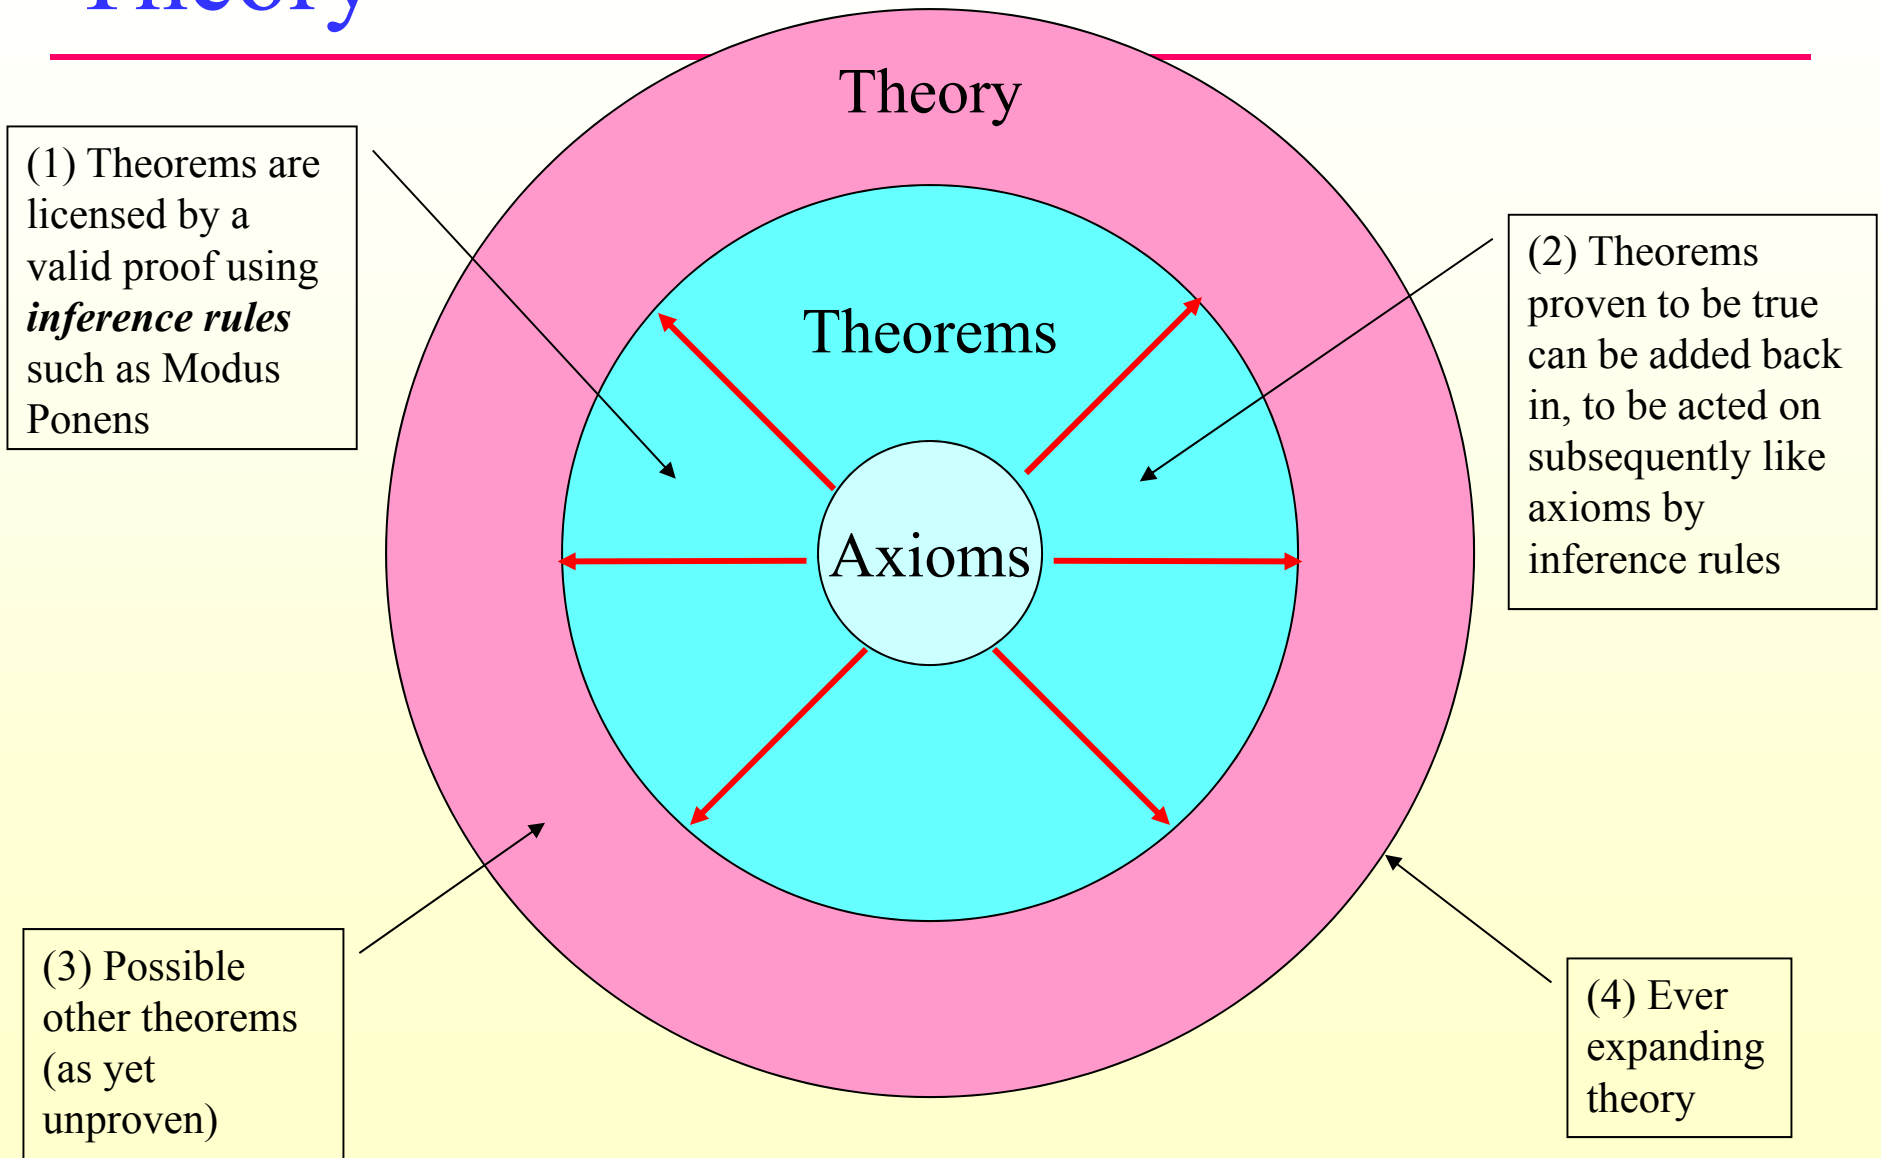 Theory
Theory
(1) Theorems are
licensed by a
valid proof using
inference rules
such as Modus
Ponens
Theorems
(2) Theorems
proven to be true
can be added back
in, to be acted on
subsequently like
axioms by
inference rules
Axioms
(3) Possible
other theorems
(as yet
unproven)
(4) Ever
expanding
theory